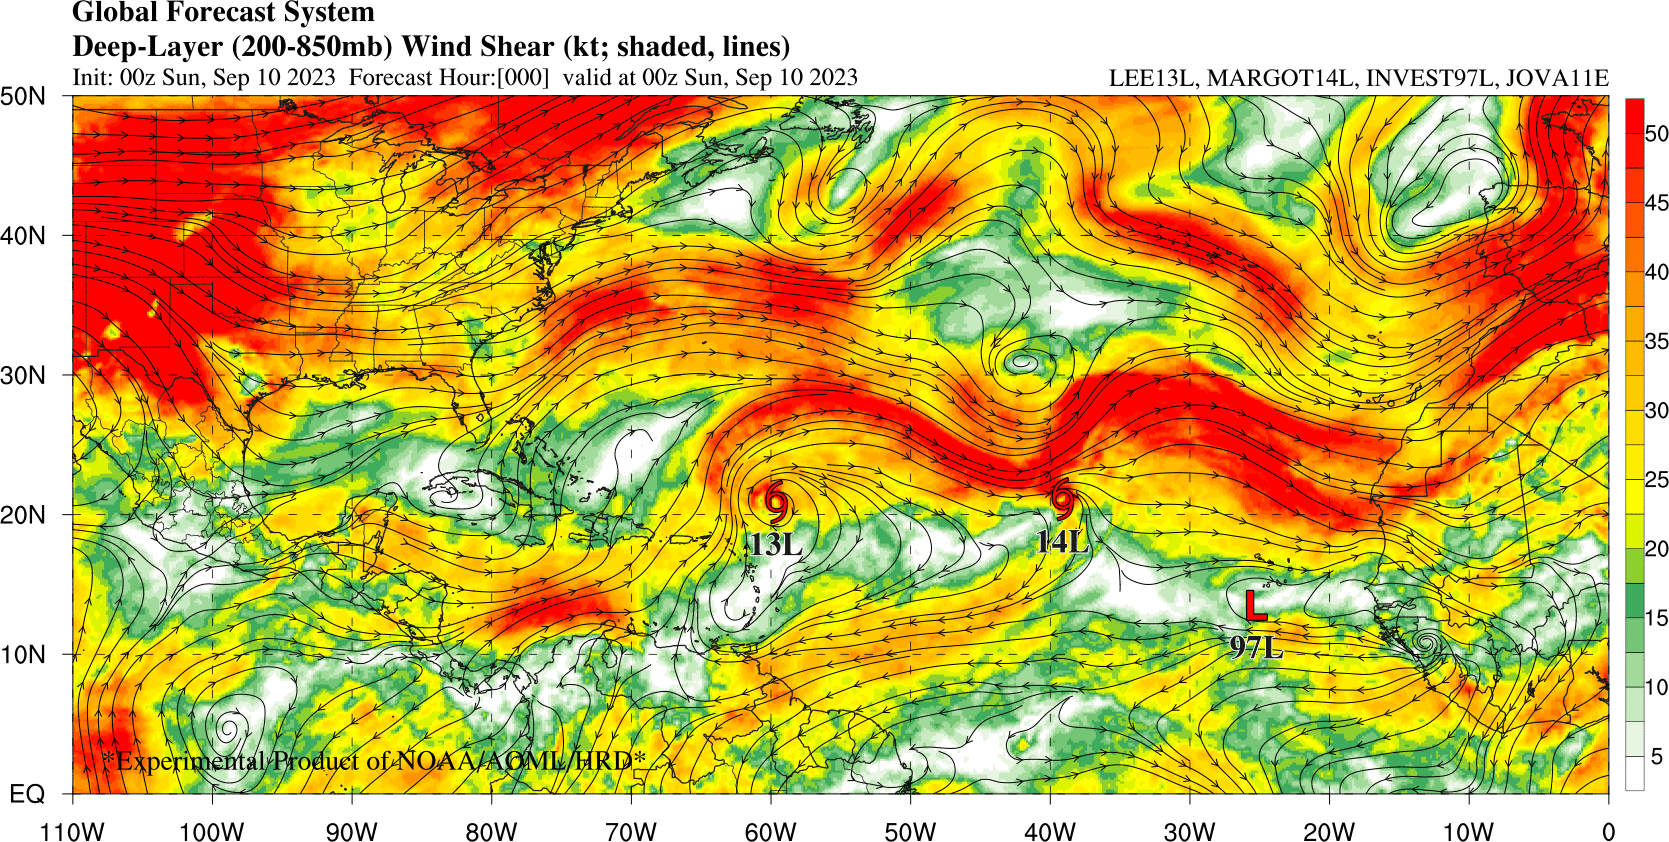 Global Forecast System
Deep-Layer (200-850mb) Wind Shear (kt; shaded, lines)
Init: 00z Sun, Sep 10 2023 Forecast Hour:[000] valid at 00z Sun, Sep 10 2023
LEE13L, MARGOT14L, INVEST97L, JOVA11E
50N
50
45
40N
40
35
30N
30
25
20N
13L
14L
20
15
97L
10N
10
*Experimental Product of NOAA/AOML/HRD*
5
EQ
110W 100W 90W 80W 70W 60W 50W 40W 30W 20W 10W 0